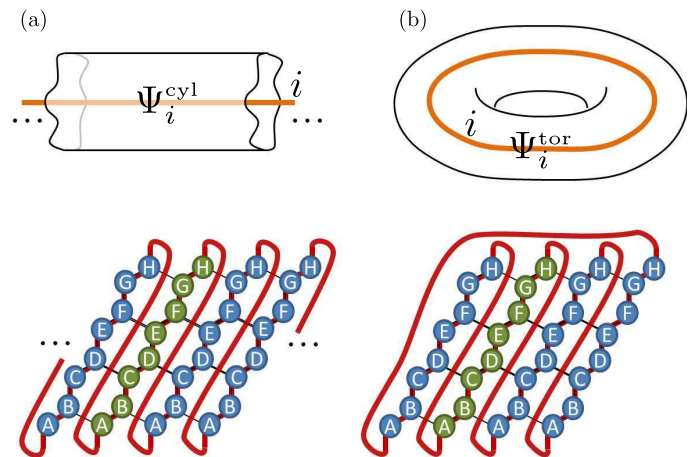 (a)
(b)
Ψ_i^cyl
i
... ...
i
Ψ_i^tor
H H H H
G G G G
F F F F
E E E E
D D D D
C C C C
B B B B
A A A A
... ...
H H H H
G G G G
F F F F
E E E E
D D D D
C C C C
B B B B
A A A A